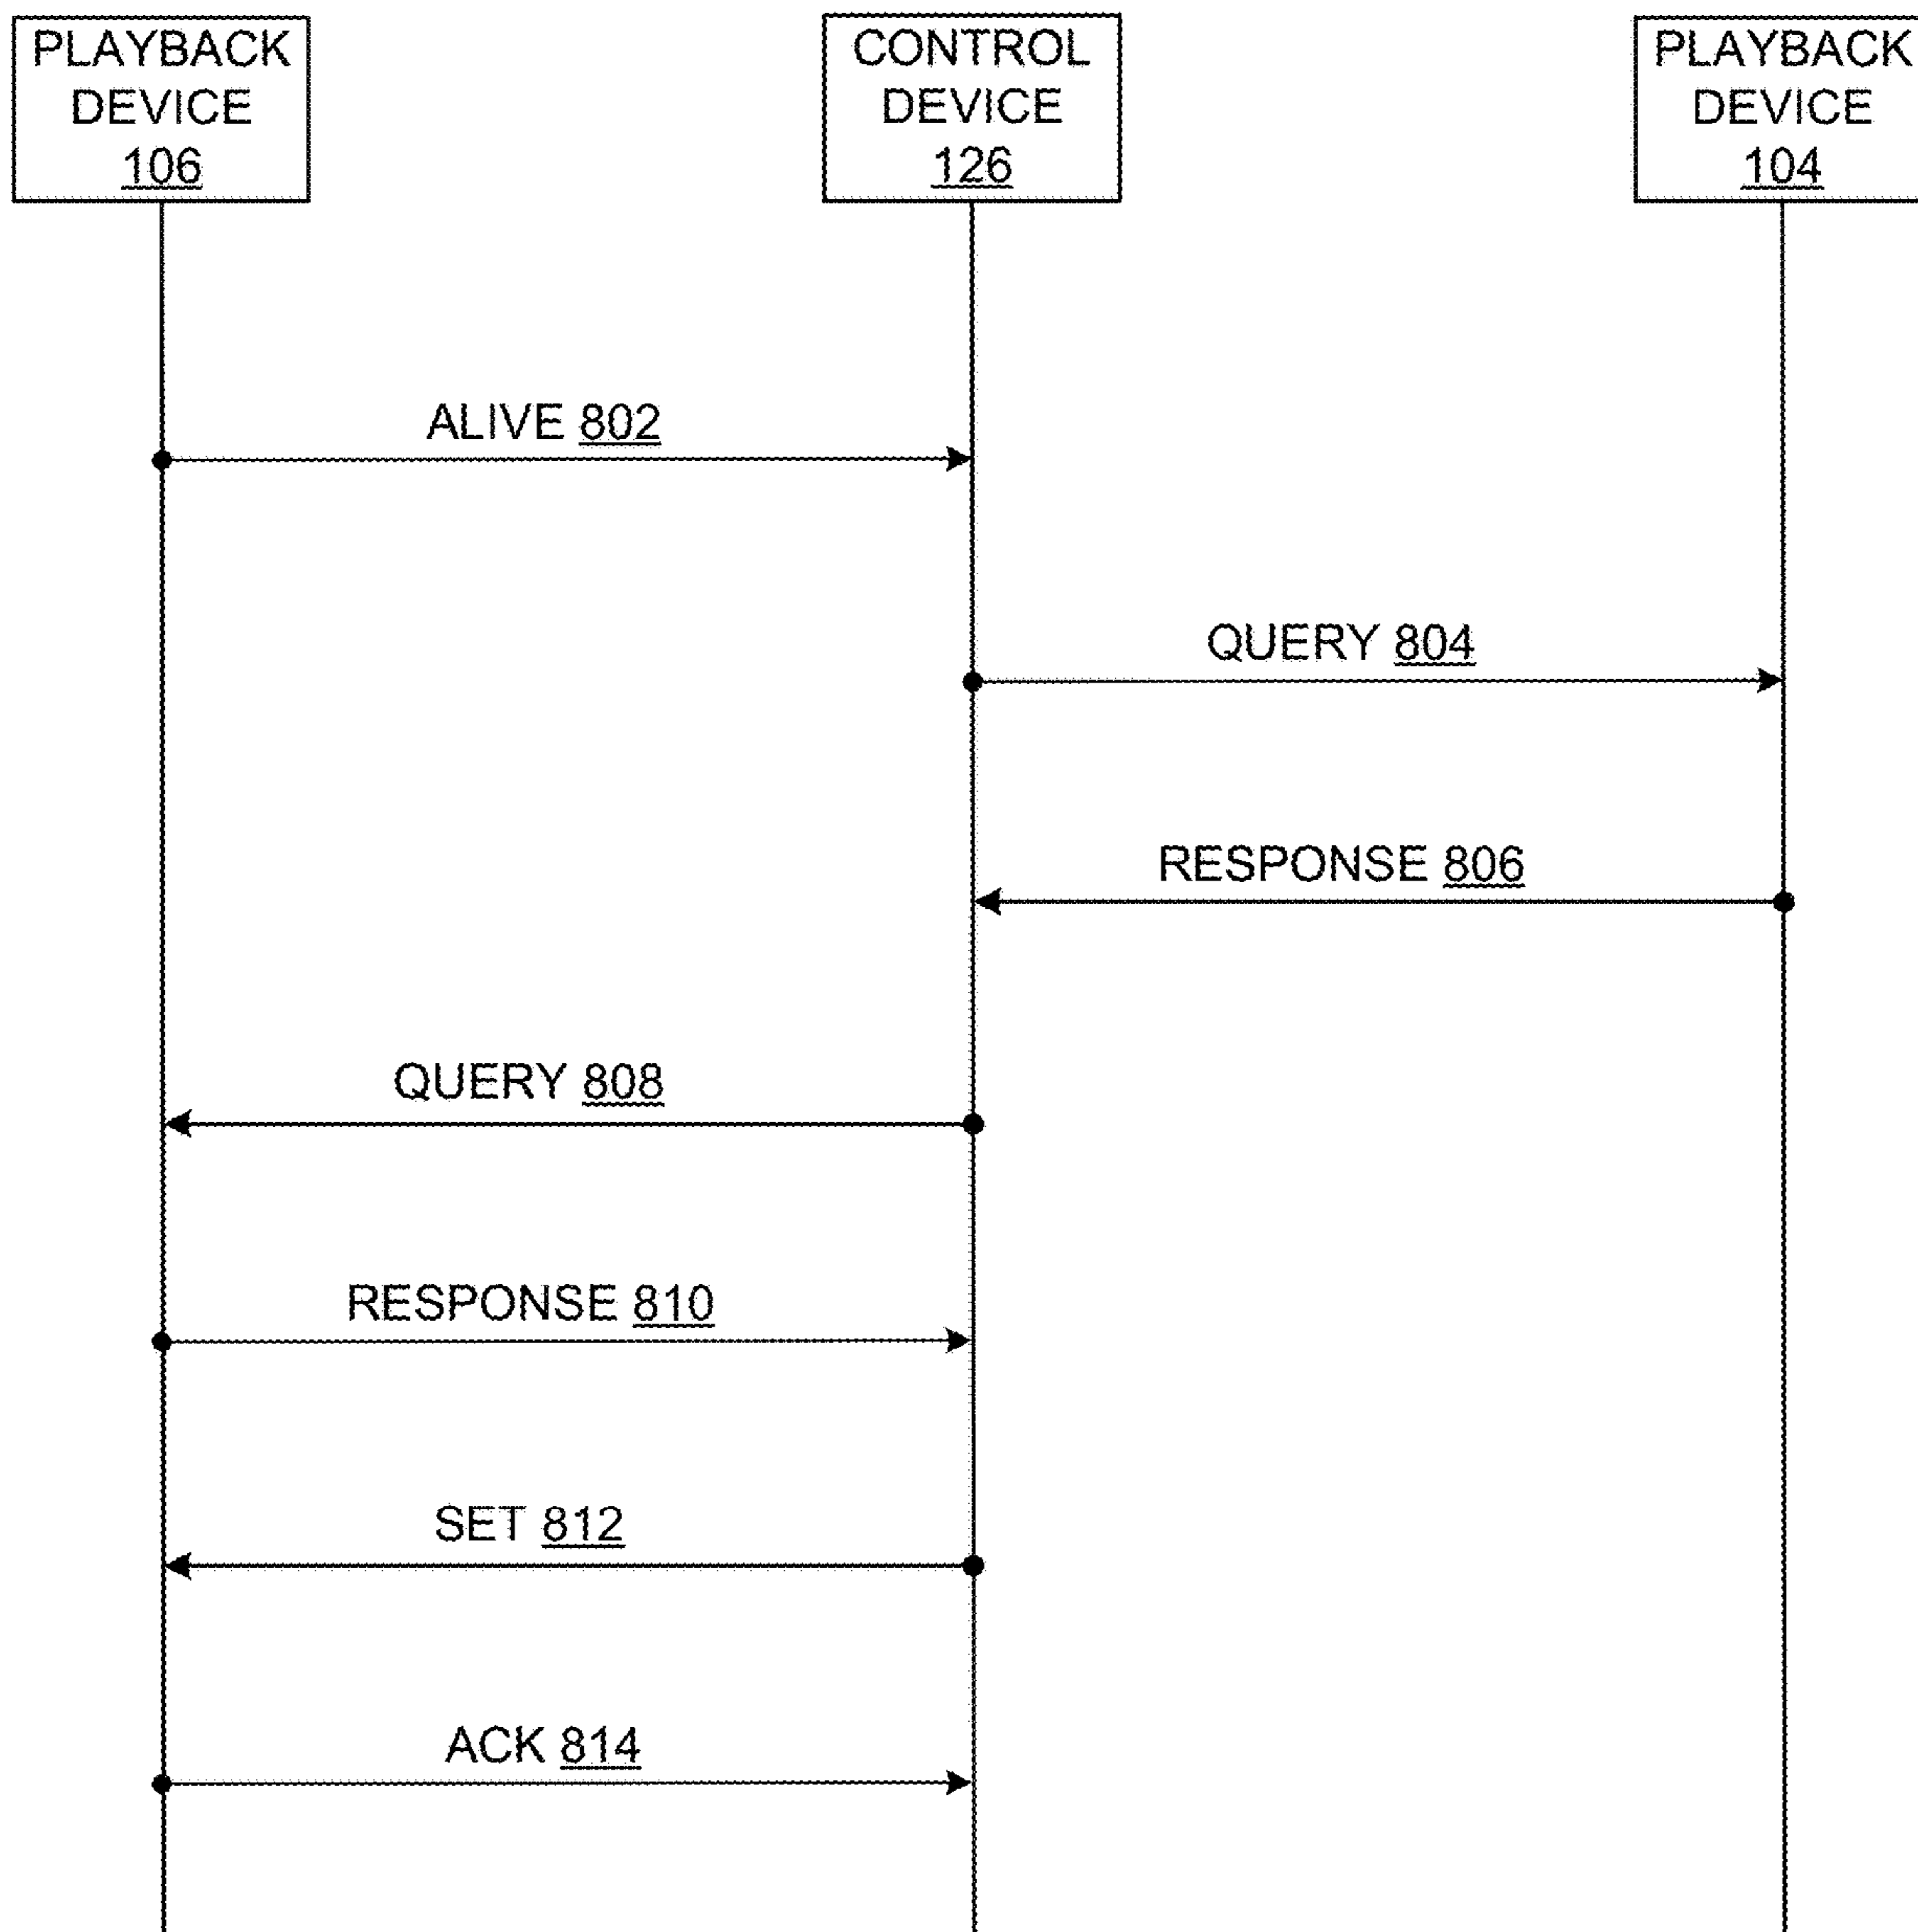 PLAYBACK
DEVICE
106
CONTROL
DEVICE
126
PLAYBACK
DEVICE
104
ALIVE 802
QUERY 804
RESPONSE 806
QUERY 808
RESPONSE 810
SET 812
ACK 814